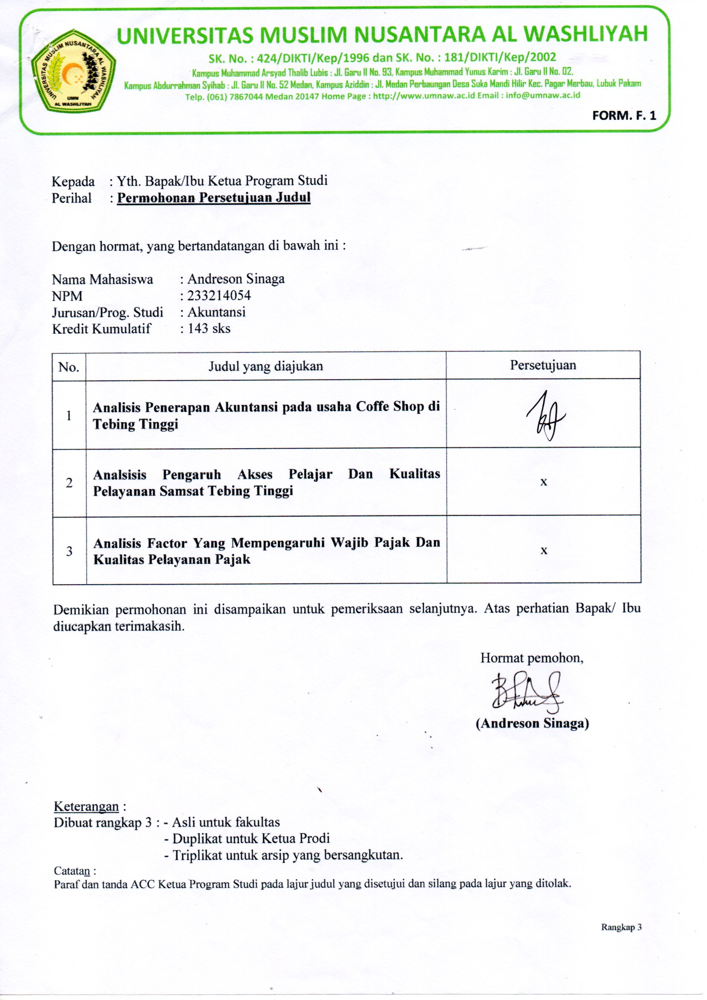 UNIVERSITAS MUSLIM NUSANTARA AL WASHLIYAH
UMN
AL WASHLIYAH
UNIVERSITAS MUSLIM NUSANTARA AL WASHLIYAH
SK. No. : 424/DIKTI/Kep/1996 dan SK. No. : 181/DIKTI/Kep/2002
Kampus Muhammad Arsyad Thalib Lubis : Jl. Garu II No. 93, Kampus Muhammad Yunus Karim : Jl. Garu II No. 02,
Kampus Abdurrahman Syihab : Jl. Garu II No. 52 Medan, Kampus Aziddin : Jl. Medan Perbaungan Desa Suka Mandi Hilir Kec. Pagar Merbau, Lubuk Pakam
Telp. (061) 7867044 Medan 20147 Home Page : http://www.umnaw.ac.id Email : info@umnaw.ac.id
FORM. F. 1
Kepada : Yth. Bapak/Ibu Ketua Program Studi
Perihal : Permohonan Persetujuan Judul
Dengan hormat, yang bertandatangan di bawah ini :
Nama Mahasiswa : Andreson Sinaga
NPM : 233214054
Jurusan/Prog. Studi : Akuntansi
Kredit Kumulatif : 143 sks
No. Judul yang diajukan Persetujuan
1 Analisis Penerapan Akuntansi pada usaha Coffe Shop di
Tebing Tinggi
2 Analsisis Pengaruh Akses Pelajar Dan Kualitas x
Pelayanan Samsat Tebing Tinggi
3 Analisis Factor Yang Mempengaruhi Wajib Pajak Dan x
Kualitas Pelayanan Pajak
Demikian permohonan ini disampaikan untuk pemeriksaan selanjutnya. Atas perhatian Bapak/ Ibu
diucapkan terimakasih.
Hormat pemohon,
(Andreson Sinaga)
Keterangan :
Dibuat rangkap 3 : - Asli untuk fakultas
- Duplikat untuk Ketua Prodi
- Triplikat untuk arsip yang bersangkutan.
Catatan :
Paraf dan tanda ACC Ketua Program Studi pada lajur judul yang disetujui dan silang pada lajur yang ditolak.
Rangkap 3